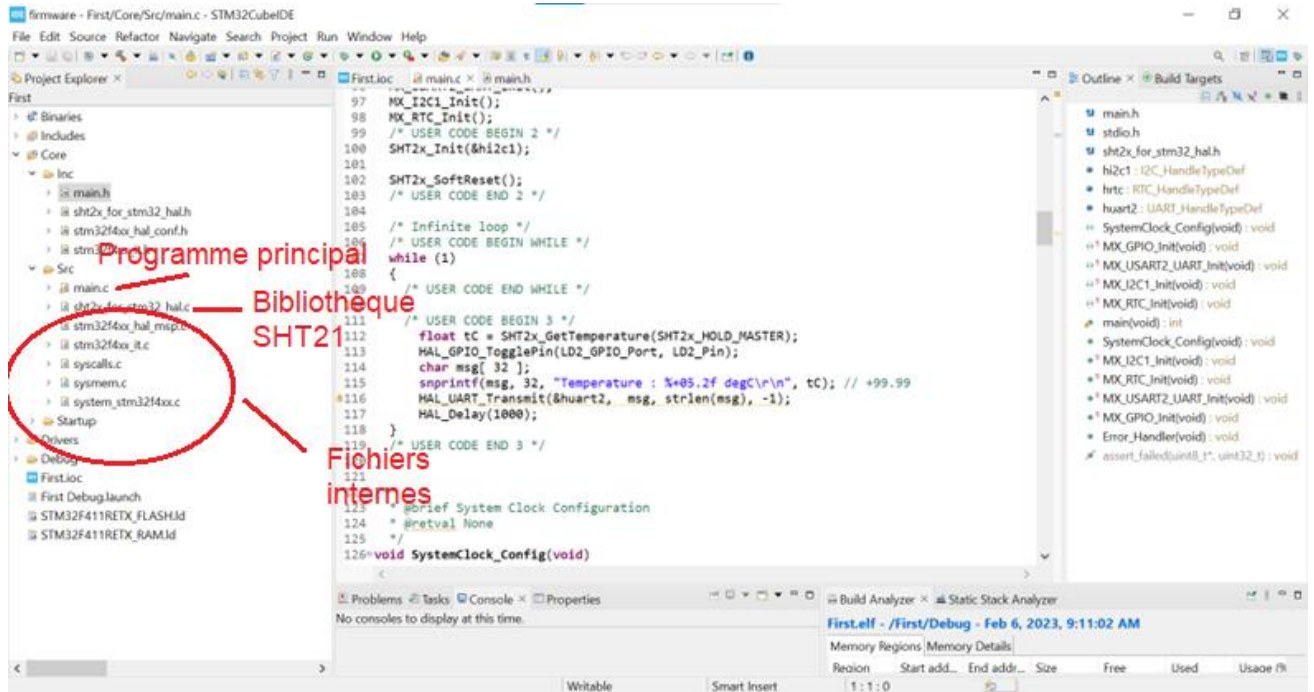 firmware - First/Core/Src/main.c - STM32CubeIDE
File Edit Source Refactor Navigate Search Project Run Window Help
Project Explorer
First
Binaries
Includes
Core
Inc
main.h
sht2x_for_stm32_hal.h
stm32f4xx_hal_conf.h
Src
main.c
sht2x_for_stm32_hal.c
stm32f4xx_hal_msp.c
stm32f4xx_it.c
syscalls.c
sysmem.c
system_stm32f4xx.c
Startup
Drivers
Debug
First.ioc
First Debug.launch
STM32F411RETX_FLASH.ld
STM32F411RETX_RAM.ld
Programme principal
Bibliothèque
SHT21
Fichiers
internes
First.ioc main.c main.h
97 MX_I2C1_Init();
98 MX_RTC_Init();
99 /* USER CODE BEGIN 2 */
100 SHT2x_Init(&hi2c1);
101
102 SHT2x_SoftReset();
103 /* USER CODE END 2 */
104
105 /* Infinite loop */
106 /* USER CODE BEGIN WHILE */
107 while (1)
108 {
109 /* USER CODE END WHILE */
111 /* USER CODE BEGIN 3 */
112 float tC = SHT2x_GetTemperature(SHT2x_HOLD_MASTER);
113 HAL_GPIO_TogglePin(LD2_GPIO_Port, LD2_Pin);
114 char msg[ 32 ];
115 snprintf(msg, 32, "Temperature : %+05.2f degC\r\n", tC); // +99.99
116 HAL_UART_Transmit(&huart2, msg, strlen(msg), -1);
117 HAL_Delay(1000);
118 }
119 /* USER CODE END 3 */
121
123 * @brief System Clock Configuration
124 * @retval None
125 */
126 void SystemClock_Config(void)
Outline Build Targets
main.h
stdio.h
sht2x_for_stm32_hal.h
hi2c1 : I2C_HandleTypeDef
hrtc : RTC_HandleTypeDef
huart2 : UART_HandleTypeDef
SystemClock_Config(void) : void
MX_GPIO_Init(void) : void
MX_USART2_UART_Init(void) : void
MX_I2C1_Init(void) : void
MX_RTC_Init(void) : void
main(void) : int
SystemClock_Config(void) : void
MX_I2C1_Init(void) : void
MX_RTC_Init(void) : void
MX_USART2_UART_Init(void) : void
MX_GPIO_Init(void) : void
Error_Handler(void) : void
assert_failed(uint8_t*, uint32_t) : void
Problems Tasks Console Properties
No consoles to display at this time.
Build Analyzer Static Stack Analyzer
First.elf - /First/Debug - Feb 6, 2023, 9:11:02 AM
Memory Regions Memory Details
Region Start add... End addr... Size Free Used Usage (%
Writable Smart Insert 1 : 1 : 0